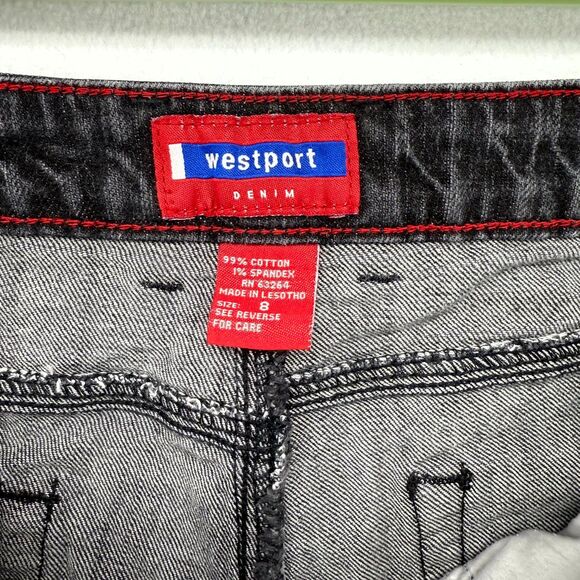 westport
DENIM
99% COTTON
1% SPANDEX
RN 63264
MADE IN LESOTHO
SIZE: 8
SEE REVERSE
FOR CARE